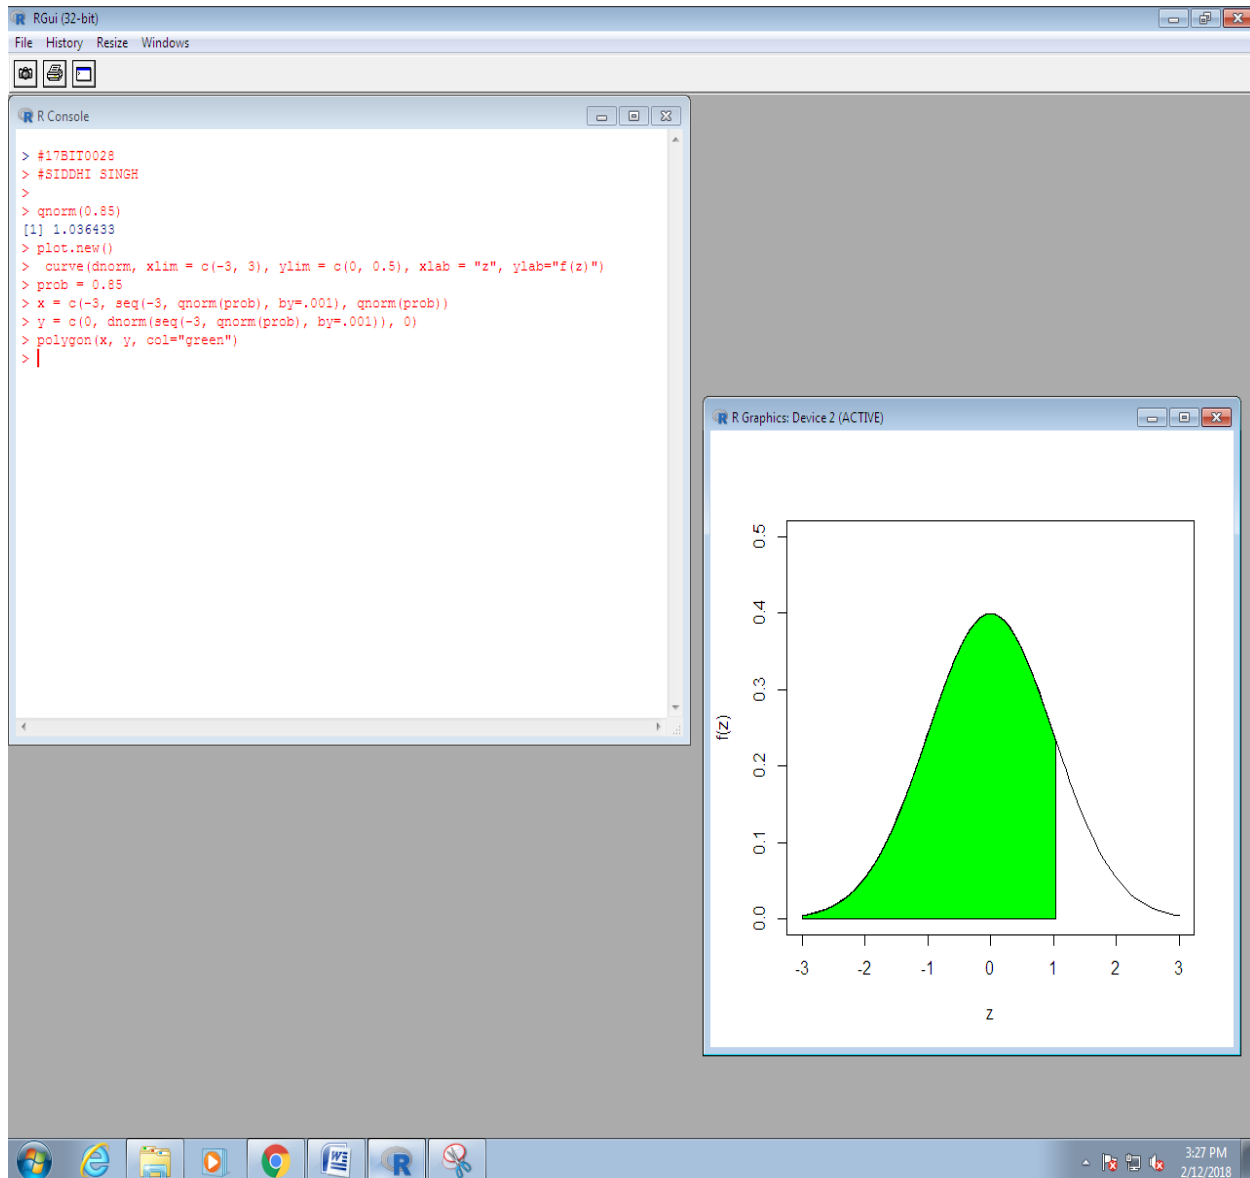 RGui (32-bit)
File History Resize Windows
R Console
> #17BIT0028
> #SIDDHI SINGH
>
> qnorm(0.85)
[1] 1.036433
> plot.new()
>  curve(dnorm, xlim = c(-3, 3), ylim = c(0, 0.5), xlab = "z", ylab="f(z)")
> prob = 0.85
> x = c(-3, seq(-3, qnorm(prob), by=.001), qnorm(prob))
> y = c(0, dnorm(seq(-3, qnorm(prob), by=.001)), 0)
> polygon(x, y, col="green")
>
R Graphics: Device 2 (ACTIVE)
0.5
0.4
0.3
0.2
0.1
0.0
f(z)
-3 -2 -1 0 1 2 3
z
3:27 PM
2/12/2018